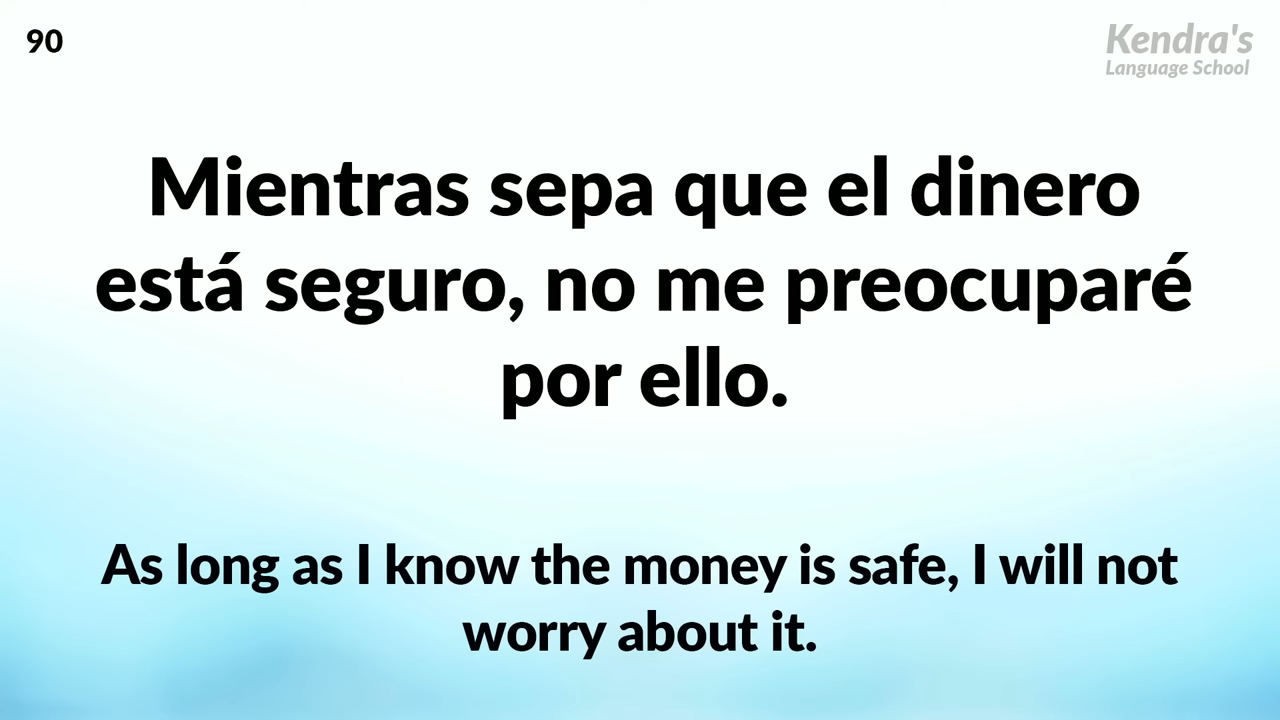 90
Kendra's
Language School
Mientras sepa que el dinero
está seguro, no me preocuparé
por ello.
As long as I know the money is safe, I will not
worry about it.